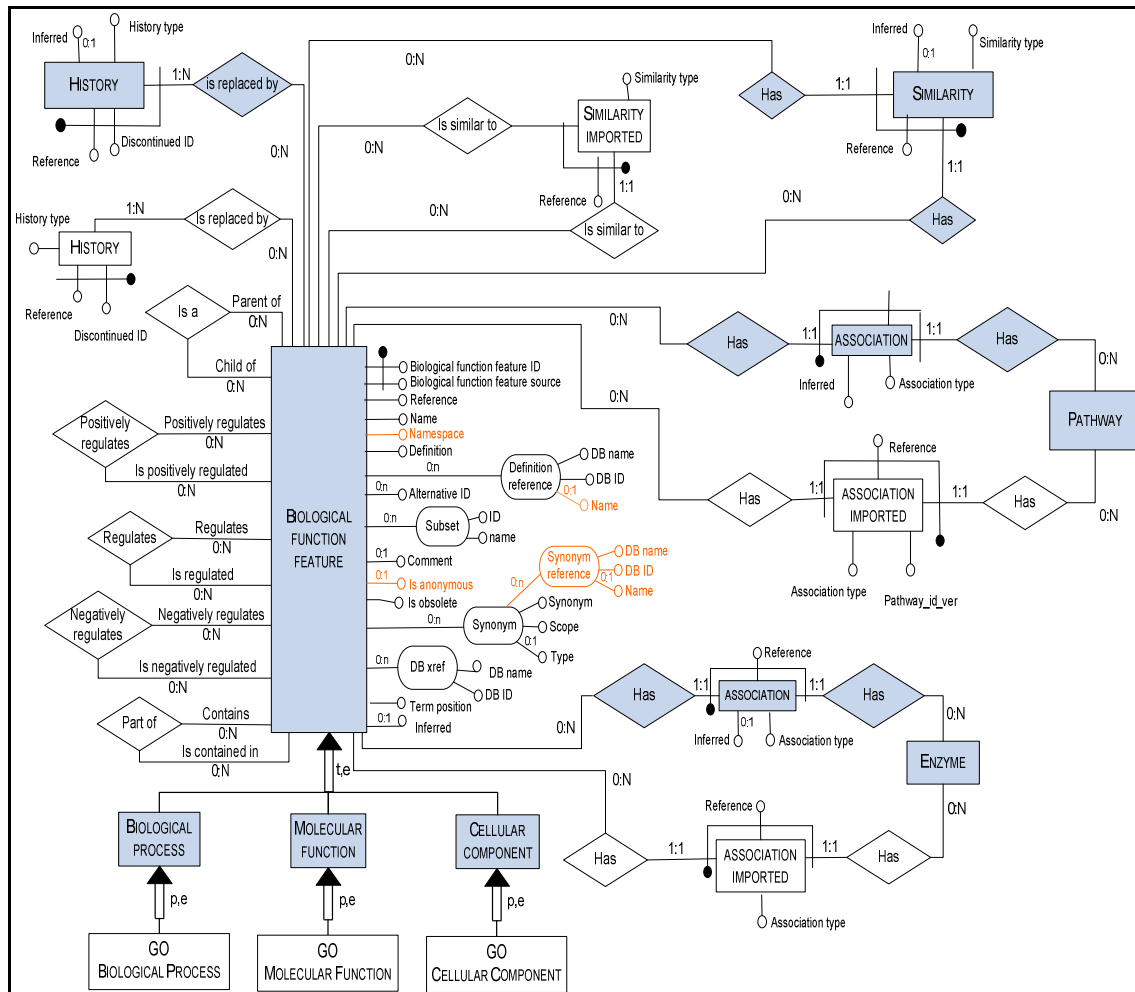 Inferred
0:1
History type
HISTORY
1:N
is replaced by
Reference
Discontinued ID
0:N
0:N
Has
1:1
Inferred
0:1
Similarity type
SIMILARITY
Reference
1:1
0:N
Has
Is similar to
0:N
Similarity type
SIMILARITY
IMPORTED
Reference
1:1
0:N
Is similar to
History type
1:N
Is replaced by
HISTORY
0:N
Reference
Discontinued ID
Is a
Parent of
0:N
Child of
0:N
Positively
regulates
Positively regulates
0:N
Is positively regulated
0:N
Regulates
Regulates
0:N
Is regulated
0:N
Negatively
regulates
Negatively regulates
0:N
Is negatively regulated
0:N
Part of
Contains
0:N
Is contained in
0:N
BIOLOGICAL
FUNCTION
FEATURE
Biological function feature ID
Biological function feature source
Reference
Name
Namespace
Definition
0:n
Definition
reference
DB name
DB ID
0:1
Name
0:n
Alternative ID
0:n
Subset
ID
name
0:1
Comment
0:1
Is anonymous
Is obsolete
0:n
Synonym
0:n
Synonym
reference
DB name
DB ID
0:1
Name
Synonym
Scope
0:1
Type
0:n
DB xref
DB name
DB ID
Term position
0:1
Inferred
0:N
Has
1:1
ASSOCIATION
1:1
Has
0:N
Inferred
Association type
PATHWAY
0:N
Has
1:1
Reference
ASSOCIATION
IMPORTED
1:1
Has
0:N
Association type
Pathway_id_ver
0:N
Has
1:1
Reference
ASSOCIATION
1:1
Has
0:N
0:1
Inferred
Association type
ENZYME
0:N
0:N
Has
1:1
Reference
ASSOCIATION
IMPORTED
1:1
Has
Association type
t,e
BIOLOGICAL
PROCESS
MOLECULAR
FUNCTION
CELLULAR
COMPONENT
p,e
p,e
p,e
GO
BIOLOGICAL PROCESS
GO
MOLECULAR FUNCTION
GO
CELLULAR COMPONENT